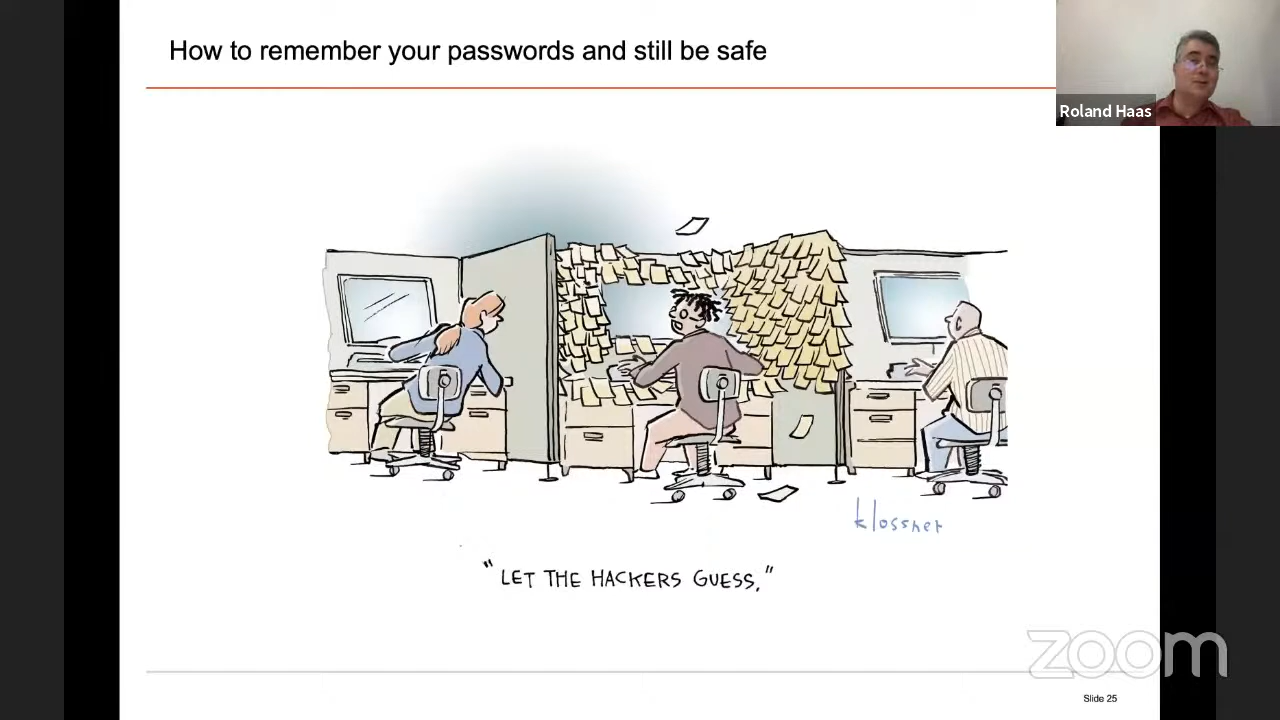 How to remember your passwords and still be safe
Roland Haas
klossner
"LET THE HACKERS GUESS."
zoom
Slide 25